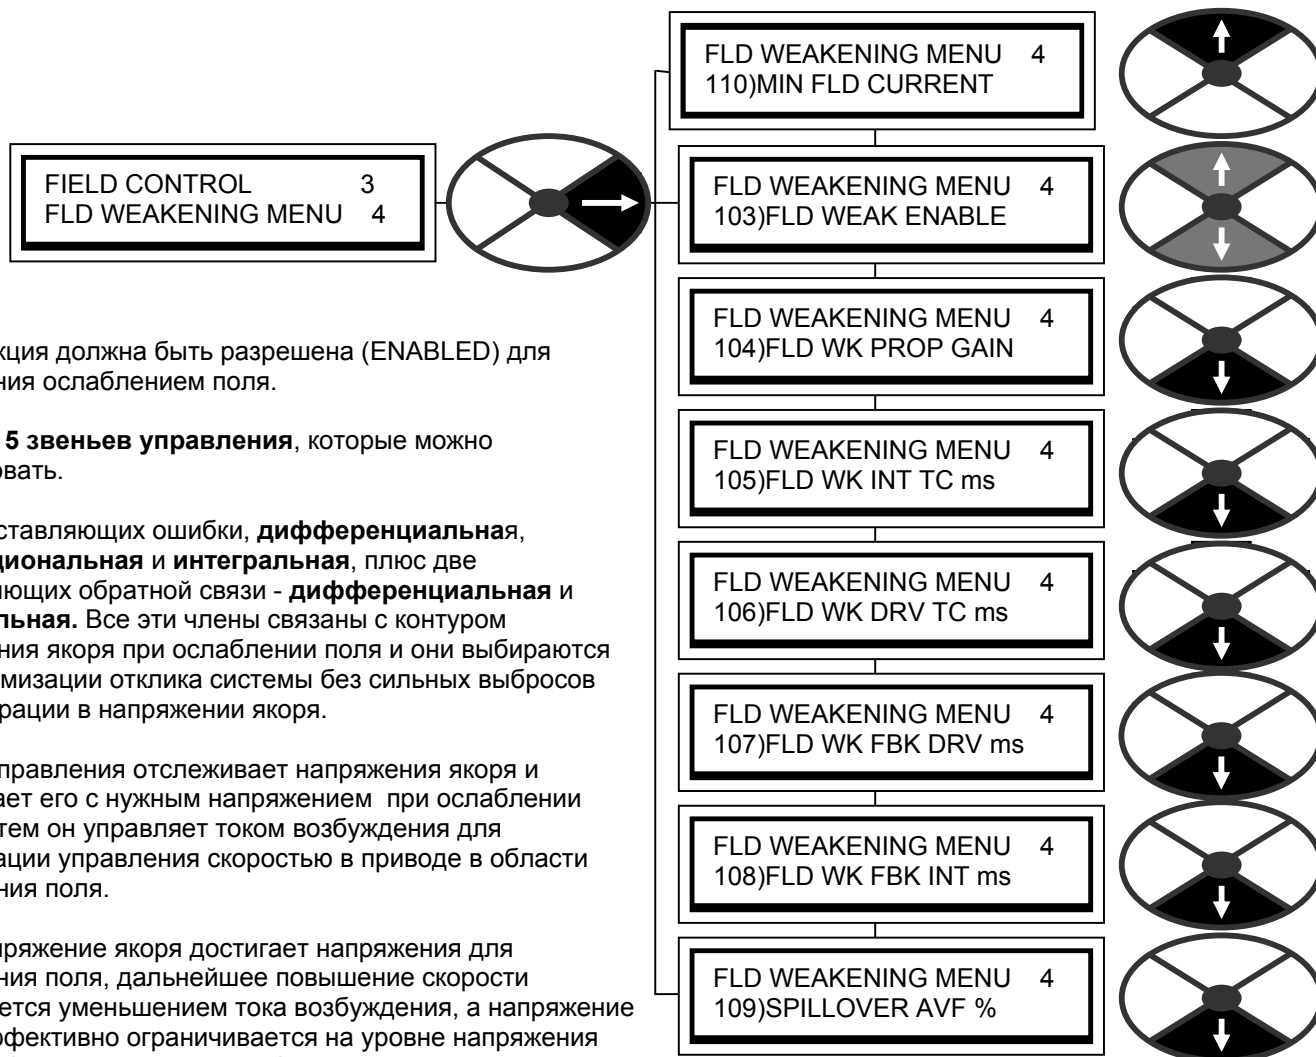 FIELD CONTROL 3
FLD WEAKENING MENU 4
FLD WEAKENING MENU 4
110)MIN FLD CURRENT
FLD WEAKENING MENU 4
103)FLD WEAK ENABLE
FLD WEAKENING MENU 4
104)FLD WK PROP GAIN
FLD WEAKENING MENU 4
105)FLD WK INT TC ms
FLD WEAKENING MENU 4
106)FLD WK DRV TC ms
FLD WEAKENING MENU 4
107)FLD WK FBK DRV ms
FLD WEAKENING MENU 4
108)FLD WK FBK INT ms
FLD WEAKENING MENU 4
109)SPILLOVER AVF %
кция должна быть разрешена (ENABLED) для
ния ослаблением поля.
5 звеньев управления, которые можно
овать.
ставляющих ошибки, дифференциальная,
циональная и интегральная, плюс две
яющих обратной связи - дифференциальная и
льная. Все эти члены связаны с контуром
ния якоря при ослаблении поля и они выбираются
мизации отклика системы без сильных выбросов
рации в напряжении якоря.
правления отслеживает напряжения якоря и
ает его с нужным напряжением при ослаблении
тем он управляет током возбуждения для
ации управления скоростью в приводе в области
ния поля.
пряжение якоря достигает напряжения для
ния поля, дальнейшее повышение скорости
ется уменьшением тока возбуждения, а напряжение
ффективно ограничивается на уровне напряжения